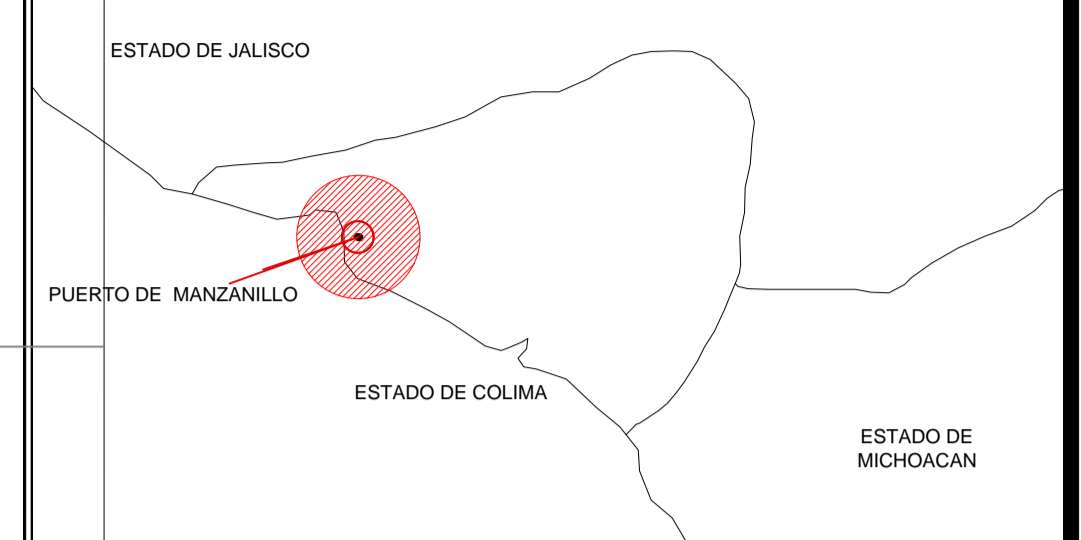 ESTADO DE JALISCO
PUERTO DE MANZANILLO
ESTADO DE COLIMA
ESTADO DE
MICHOACAN